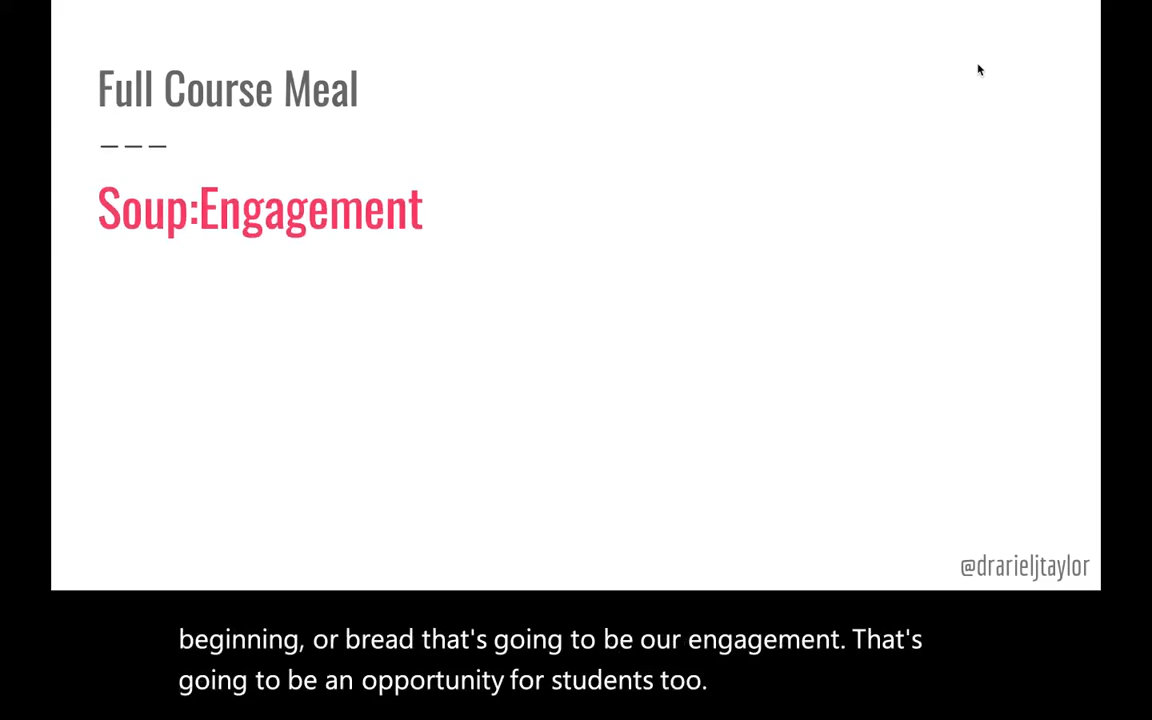 Full Course Meal
———
Soup:Engagement
@drarieljtaylor
beginning, or bread that's going to be our engagement. That's
going to be an opportunity for students too.